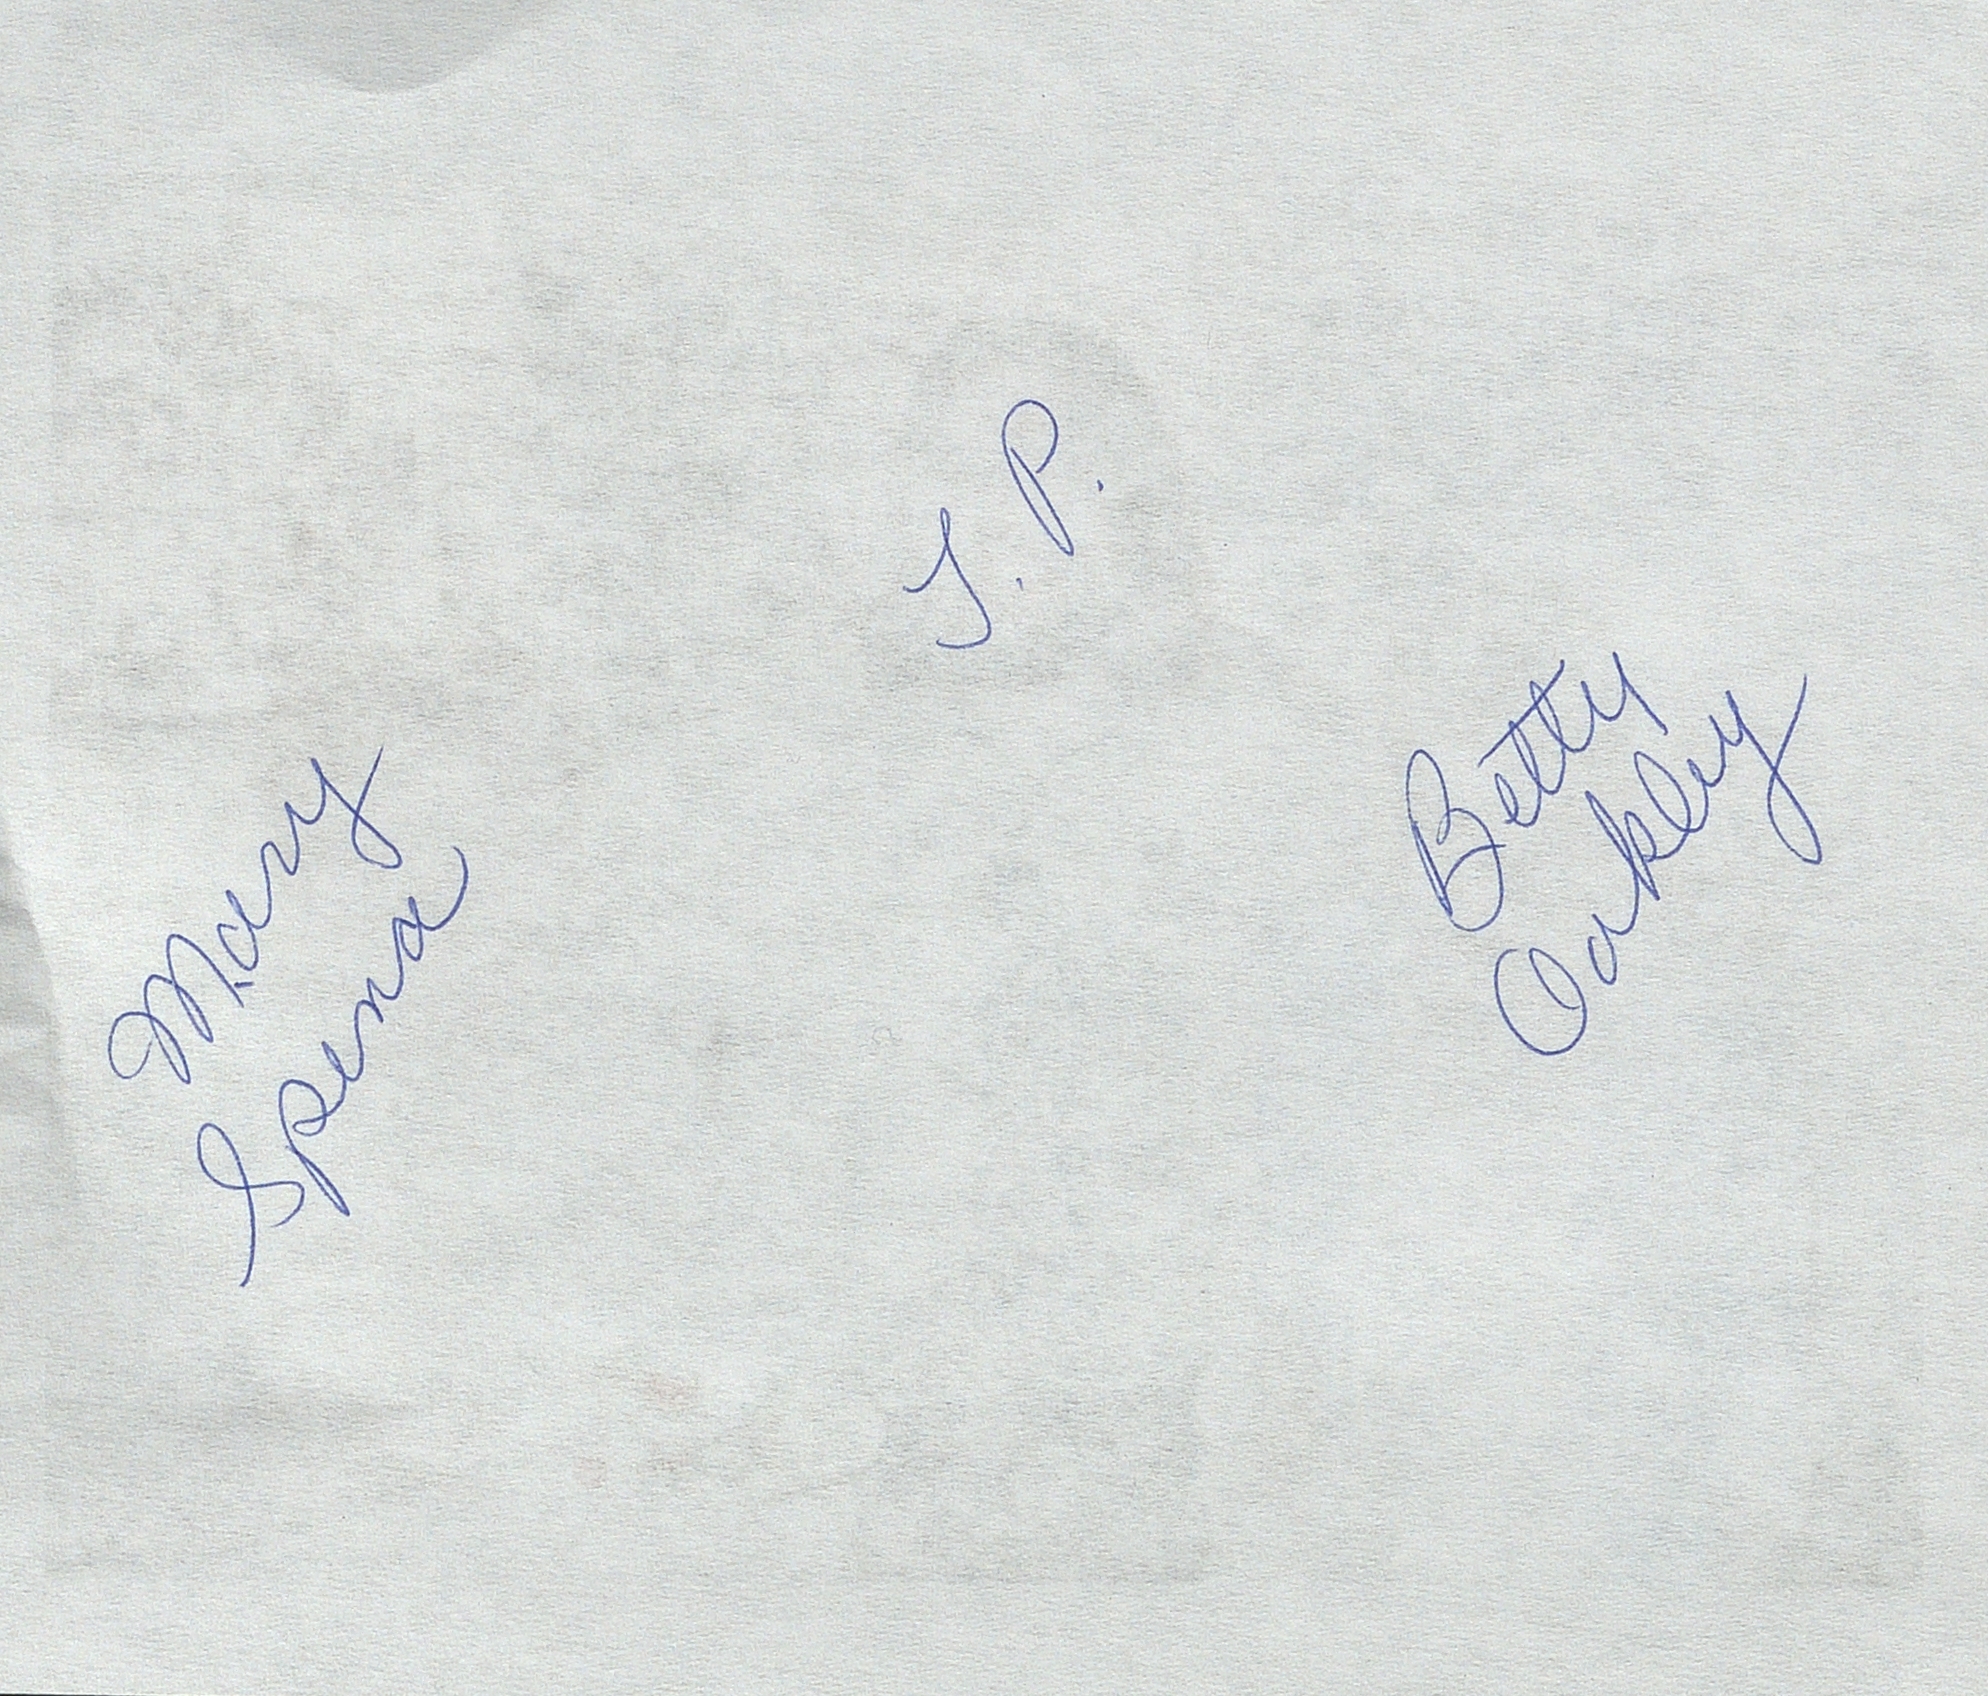 Mary
Spena
T. P.
Betty
Oakley